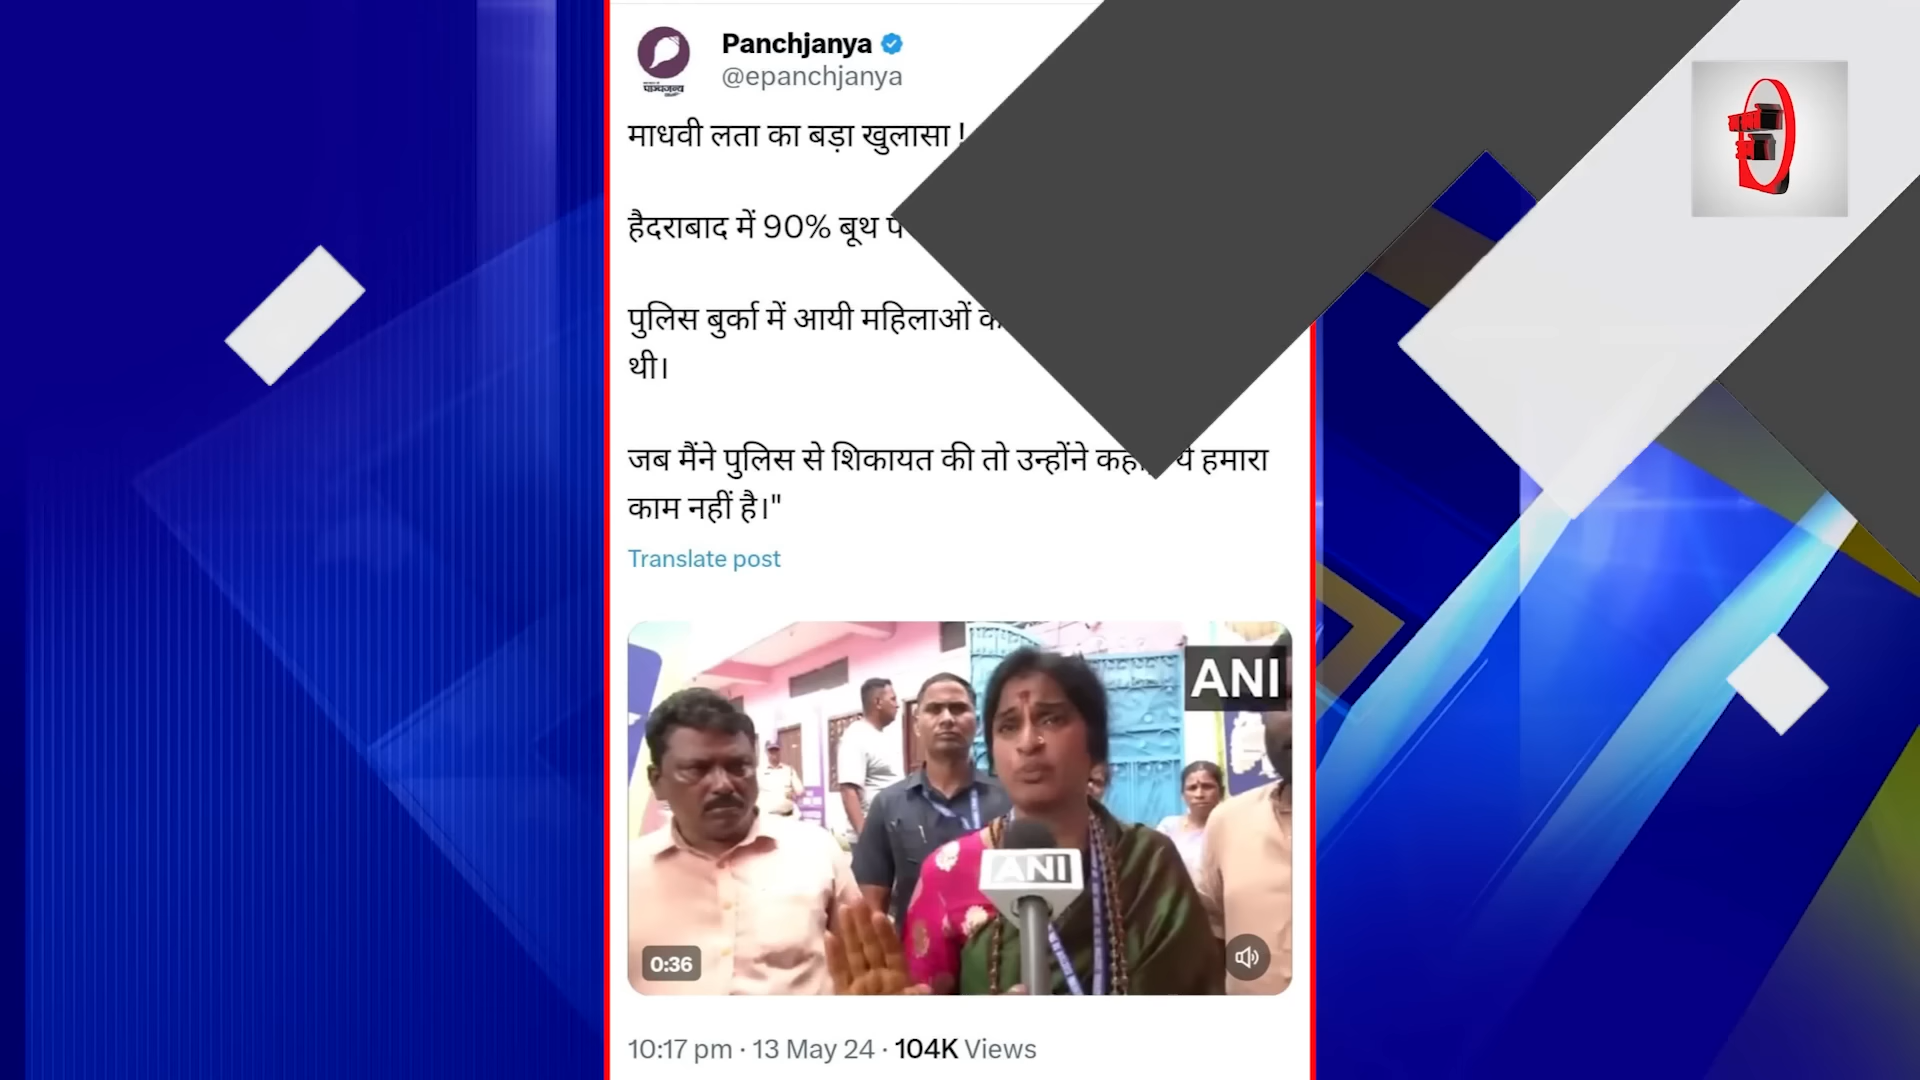 Panchjanya
@epanchjanya
पाञ्चजन्य
माधवी लता का बड़ा खुलासा !
हैदराबाद में 90% बूथ
पुलिस बुर्का में आयी महिलाओं
थी।
जब मैंने पुलिस से शिकायत की तो उन्होंने हमारा
काम नहीं है।"
Translate post
ANI
ANI
0:36
10:17 pm · 13 May 24 · 104K Views